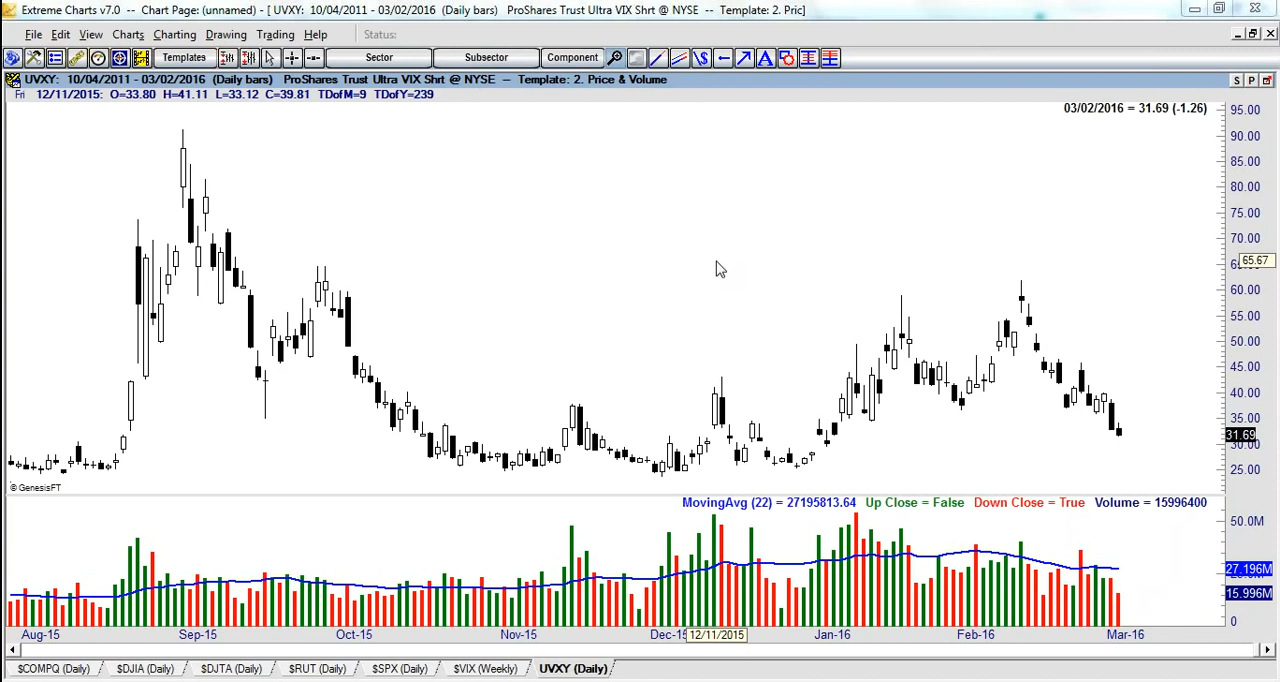 Extreme Charts v7.0 -- Chart Page: (unnamed) - [ UVXY: 10/04/2011 - 03/02/2016 (Daily bars) ProShares Trust Ultra VIX Shrt @ NYSE -- Template: 2. Pric]
File Edit View Charts Charting Drawing Trading Help Status:
Templates Sector Subsector Component
UVXY: 10/04/2011 - 03/02/2016 (Daily bars) ProShares Trust Ultra VIX Shrt @ NYSE -- Template: 2. Price & Volume S P
Fri 12/11/2015: O=33.80 H=41.11 L=33.12 C=39.81 TDofM=9 TDofY=239
03/02/2016 = 31.69 (-1.26)
95.00
90.00
85.00
80.00
75.00
70.00
65.67
60.00
55.00
50.00
45.00
40.00
35.00
31.69
30.00
25.00
© GenesisFT
MovingAvg (22) = 27195813.64 Up Close = False Down Close = True Volume = 15996400
50.0M
27.196M
15.996M
0
Aug-15 Sep-15 Oct-15 Nov-15 Dec-15 12/11/2015 Jan-16 Feb-16 Mar-16
$COMPQ (Daily) $DJIA (Daily) $DJTA (Daily) $RUT (Daily) $SPX (Daily) $VIX (Weekly) UVXY (Daily)